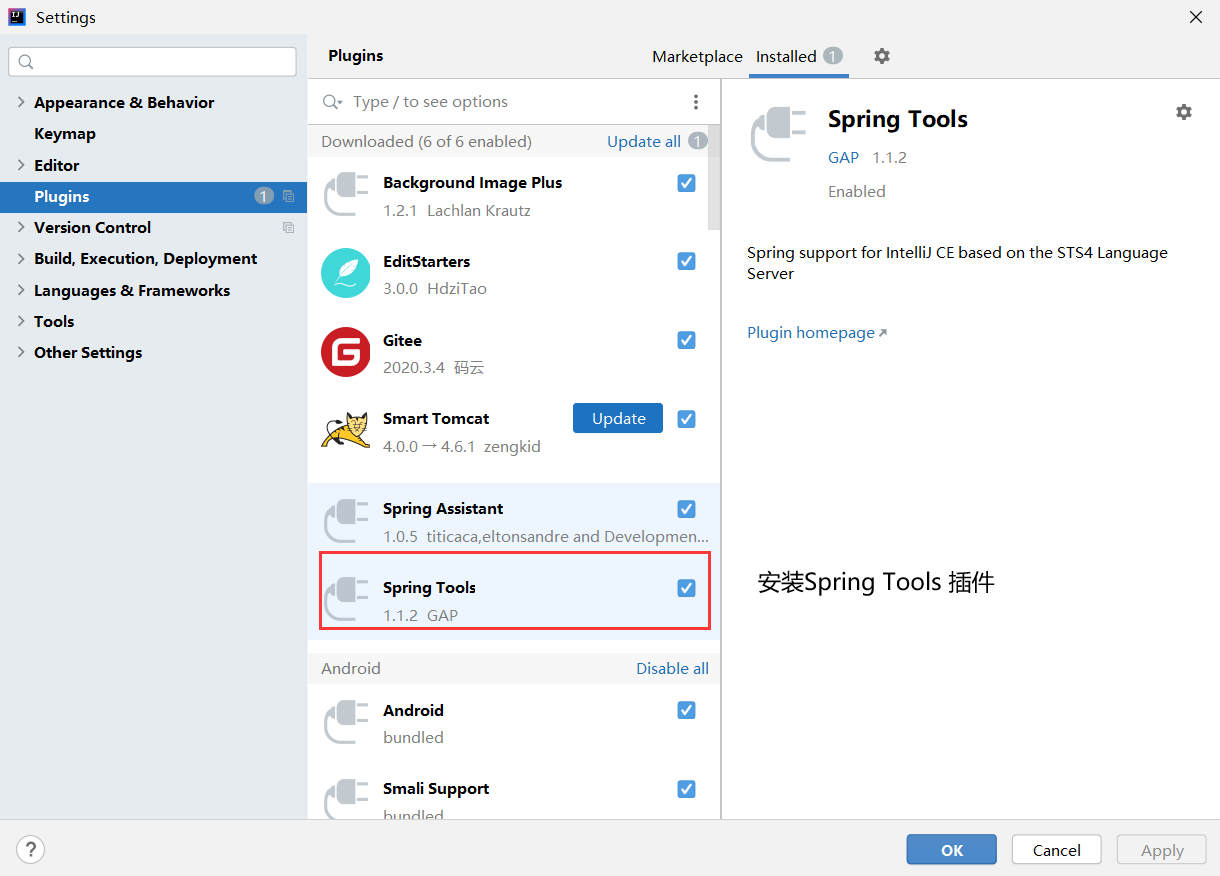 Settings
Plugins
Marketplace
Installed 1
Type / to see options
Appearance & Behavior
Keymap
Editor
Plugins 1
Version Control
Build, Execution, Deployment
Languages & Frameworks
Tools
Other Settings
Downloaded (6 of 6 enabled)
Update all 1
Background Image Plus
1.2.1 Lachlan Krautz
EditStarters
3.0.0 HdziTao
Gitee
2020.3.4 码云
Smart Tomcat
Update
4.0.0 → 4.6.1 zengkid
Spring Assistant
1.0.5 titicaca,eltonsandre and Developmen...
Spring Tools
1.1.2 GAP
Android
Disable all
Android
bundled
Smali Support
bundled
Spring Tools
GAP 1.1.2
Enabled
Spring support for IntelliJ CE based on the STS4 Language
Server
Plugin homepage
安装Spring Tools 插件
?
OK
Cancel
Apply